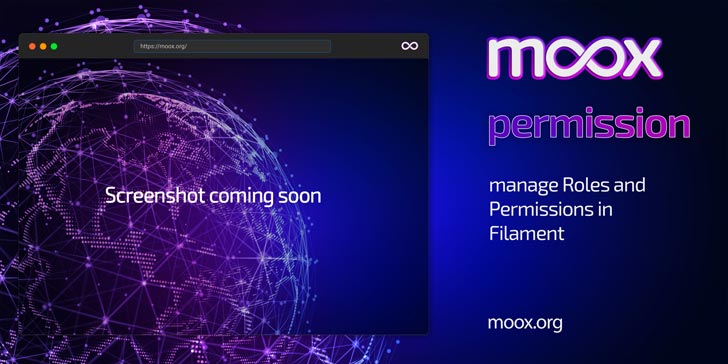 https://moox.org/
Screenshot coming soon
moox
permission
manage Roles and
Permissions in
Filament
moox.org